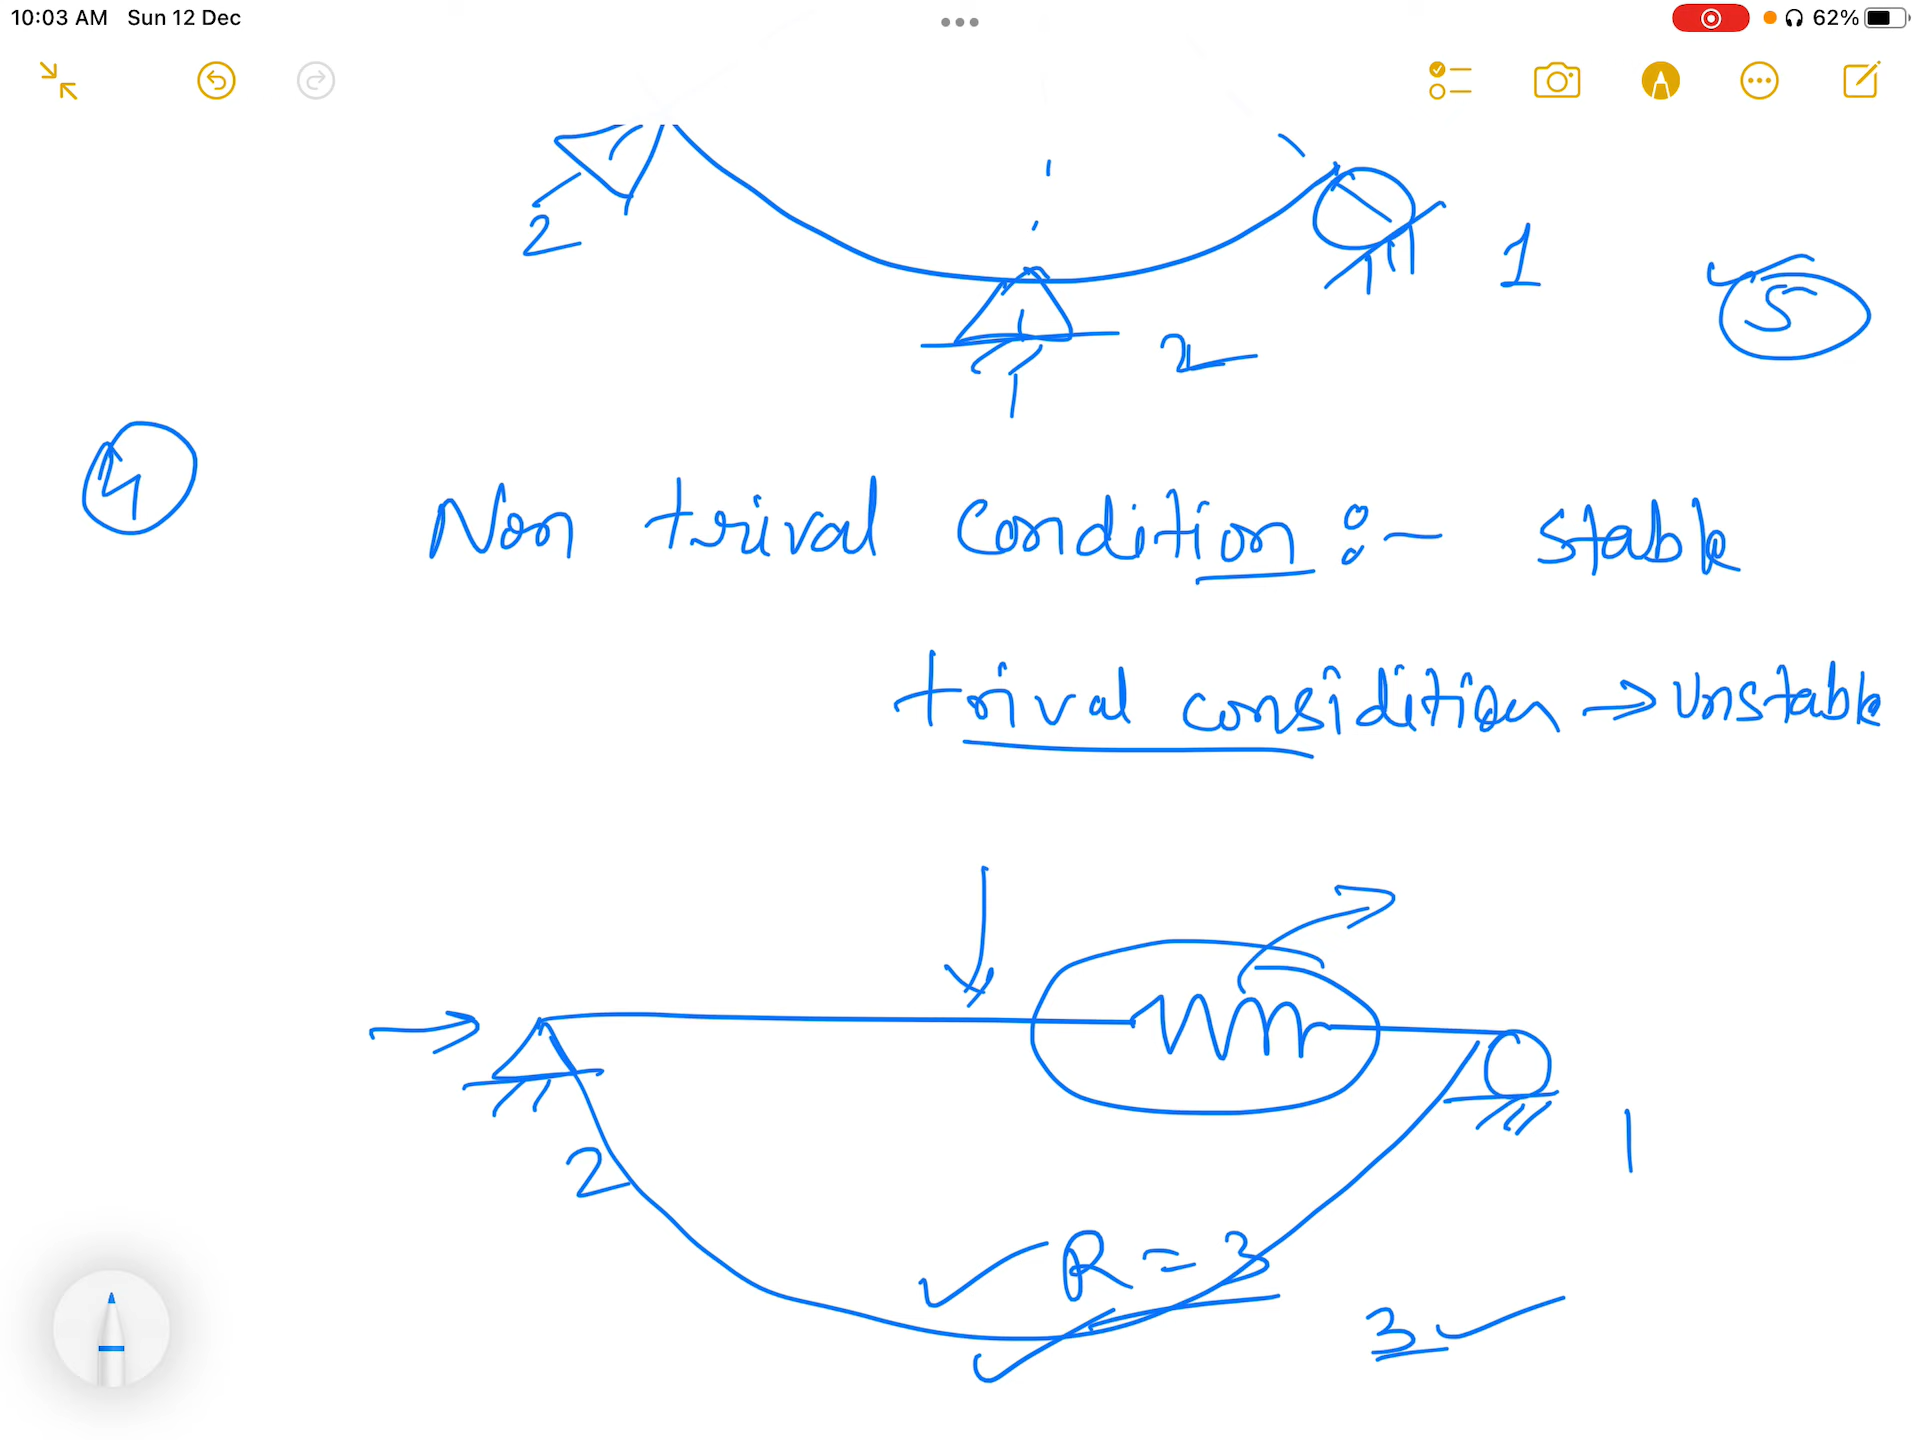 10:03 AM Sun 12 Dec
62%
2
1
5
2
4
Non trival condition :- stable
trival considition → Unstable
2
1
R = 3
3